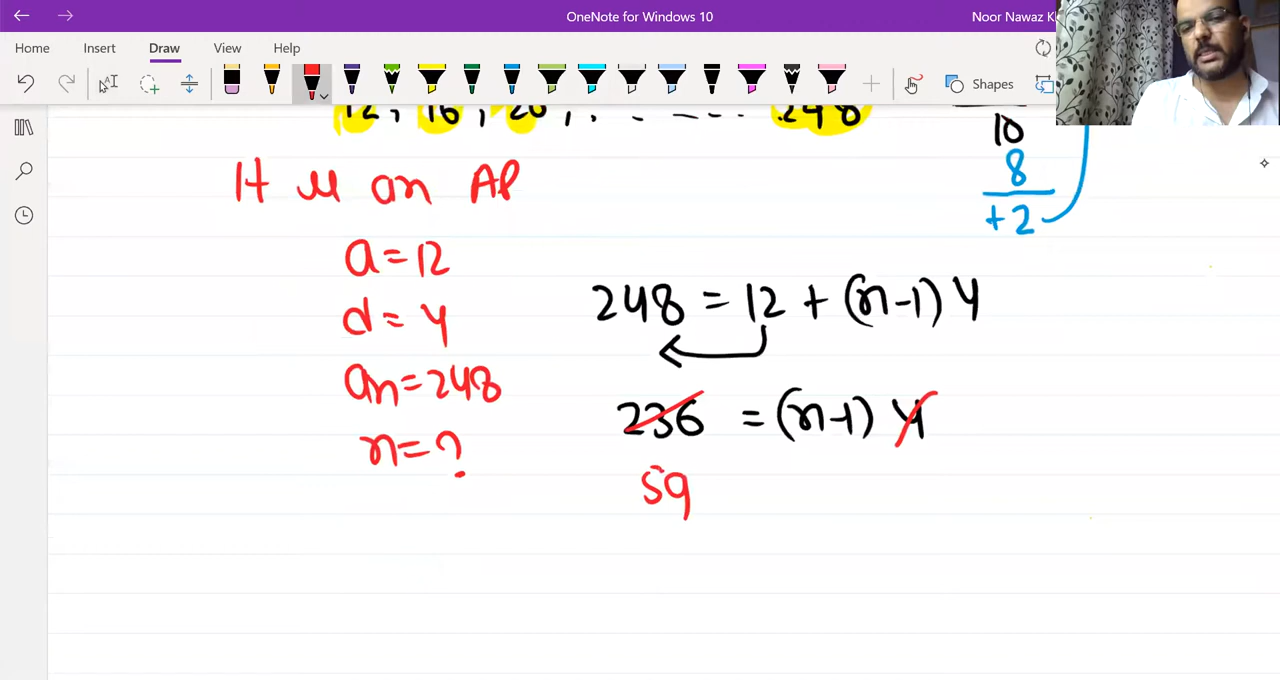 OneNote for Windows 10
Noor Nawaz K
Home Insert Draw View Help
Shapes
12, 16, 20, . . - - - . . 248
10
8
+2
It is an AP
a=12
d=4
an=248
n=?
248 = 12 + (n-1) 4
236 = (n-1) 4
59